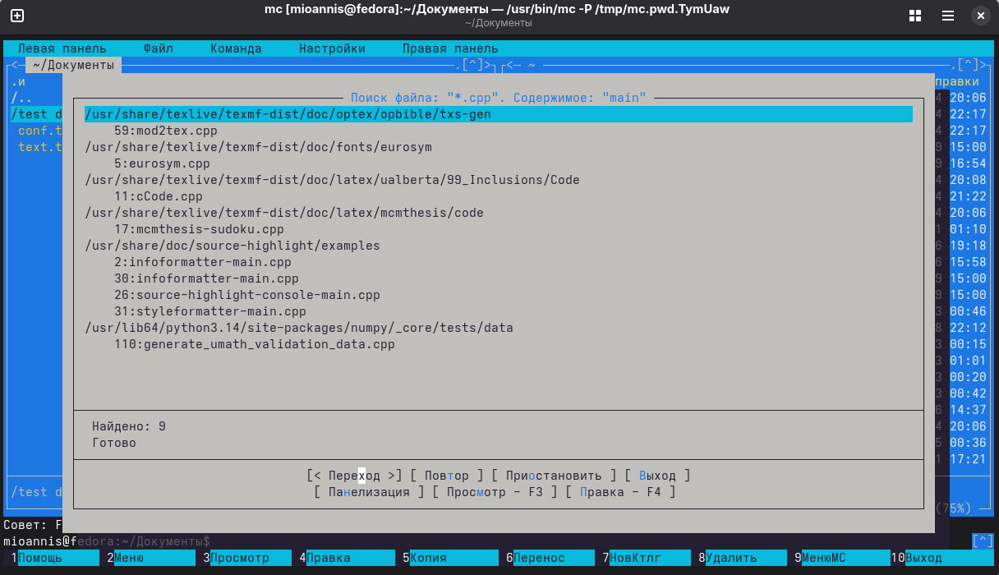 mc [mioannis@fedora]:~/Документы — /usr/bin/mc -P /tmp/mc.pwd.TymUaw
~/Документы
Левая панель Файл Команда Настройки Правая панель
<— ~/Документы .[^]> <— ~ .[^]>
.и правки
/.. 4 20:06
/test d 4 22:17
conf.t 4 22:17
text.t 9 15:00
9 16:54
4 20:08
4 21:22
4 20:06
1 01:10
6 19:18
6 15:58
9 15:00
9 15:00
3 00:46
8 22:12
3 00:15
3 01:01
3 00:20
3 00:42
6 14:37
4 20:06
5 00:36
1 17:21
Поиск файла: "*.cpp". Содержимое: "main"
/usr/share/texlive/texmf-dist/doc/optex/opbible/txs-gen
59:mod2tex.cpp
/usr/share/texlive/texmf-dist/doc/fonts/eurosym
5:eurosym.cpp
/usr/share/texlive/texmf-dist/doc/latex/ualberta/99_Inclusions/Code
11:cCode.cpp
/usr/share/texlive/texmf-dist/doc/latex/mcmthesis/code
17:mcmthesis-sudoku.cpp
/usr/share/doc/source-highlight/examples
2:infoformatter-main.cpp
30:infoformatter-main.cpp
26:source-highlight-console-main.cpp
31:styleformatter-main.cpp
/usr/lib64/python3.14/site-packages/numpy/_core/tests/data
110:generate_umath_validation_data.cpp
Найдено: 9
Готово
[< Переход >] [ Повтор ] [ Приостановить ] [ Выход ]
[ Панелизация ] [ Просмотр - F3 ] [ Правка - F4 ]
/test d (75%)
Совет: F
mioannis@fedora:~/Документы$ [^]
1Помощь 2Меню 3Просмотр 4Правка 5Копия 6Перенос 7НовКтлг 8Удалить 9МенюMC 10Выход